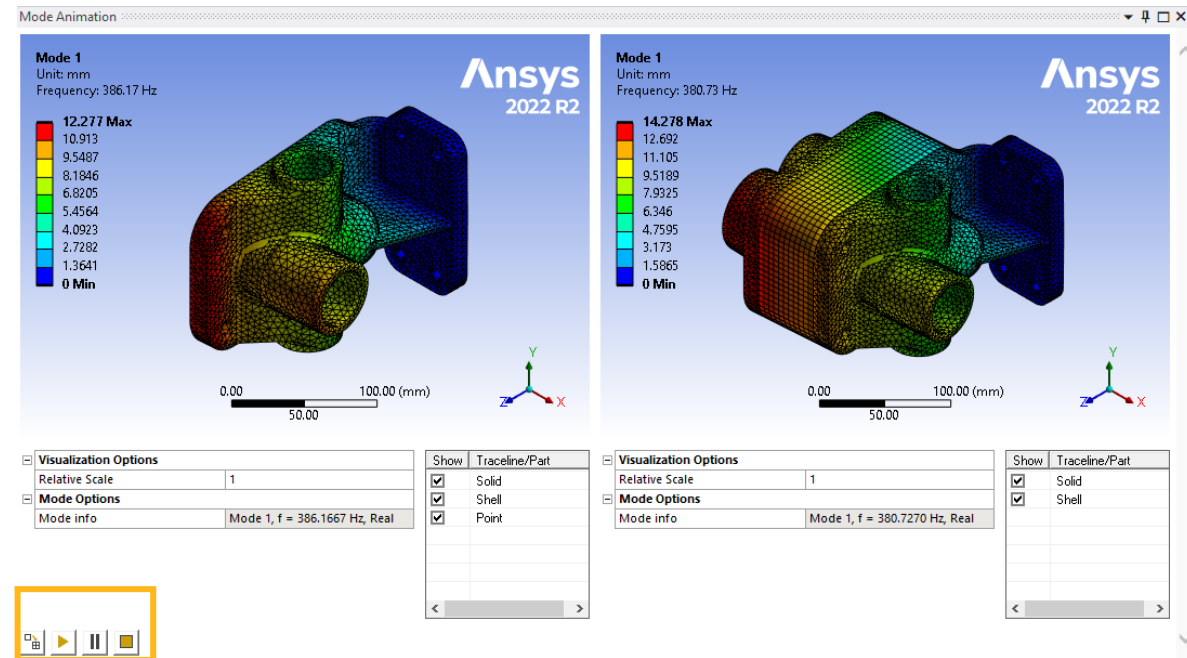 Mode Animation
Mode 1
Unit: mm
Frequency: 386.17 Hz
12.277 Max
10.913
9.5487
8.1846
6.8205
5.4564
4.0923
2.7282
1.3641
0 Min
Ansys
2022 R2
0.00 100.00 (mm)
50.00
Y
Z X
Mode 1
Unit: mm
Frequency: 380.73 Hz
14.278 Max
12.692
11.105
9.5189
7.9325
6.346
4.7595
3.173
1.5865
0 Min
Ansys
2022 R2
0.00 100.00 (mm)
50.00
Y
Z X
Visualization Options
Relative Scale 1
Mode Options
Mode info Mode 1, f = 386.1667 Hz, Real
Show Traceline/Part
Solid
Shell
Point
Visualization Options
Relative Scale 1
Mode Options
Mode info Mode 1, f = 380.7270 Hz, Real
Show Traceline/Part
Solid
Shell